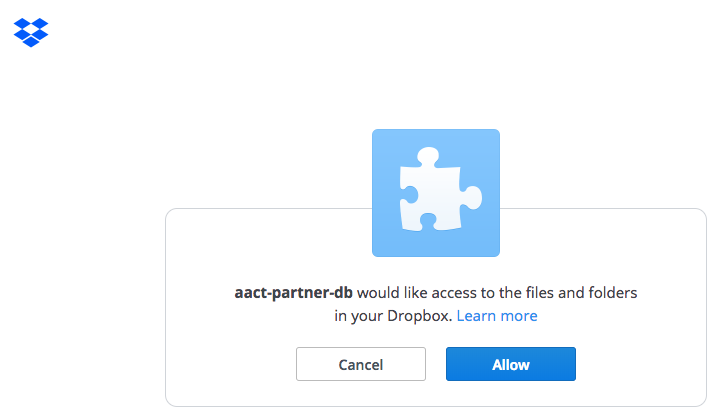 aact-partner-db would like access to the files and folders
in your Dropbox. Learn more
Cancel
Allow